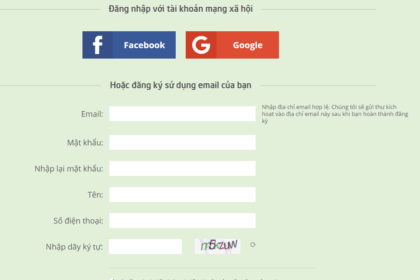 Đăng nhập với tài khoản mạng xã hội
Facebook
Google
Hoặc đăng ký sử dụng email của bạn
Email:
Nhập địa chỉ email hợp lệ. Chúng tôi sẽ gửi thư kích
hoạt vào địa chỉ email này sau khi bạn hoàn thành đăng
ký
Mật khẩu:
Nhập lại mật khẩu:
Tên:
Số điện thoại:
Nhập dãy ký tự: